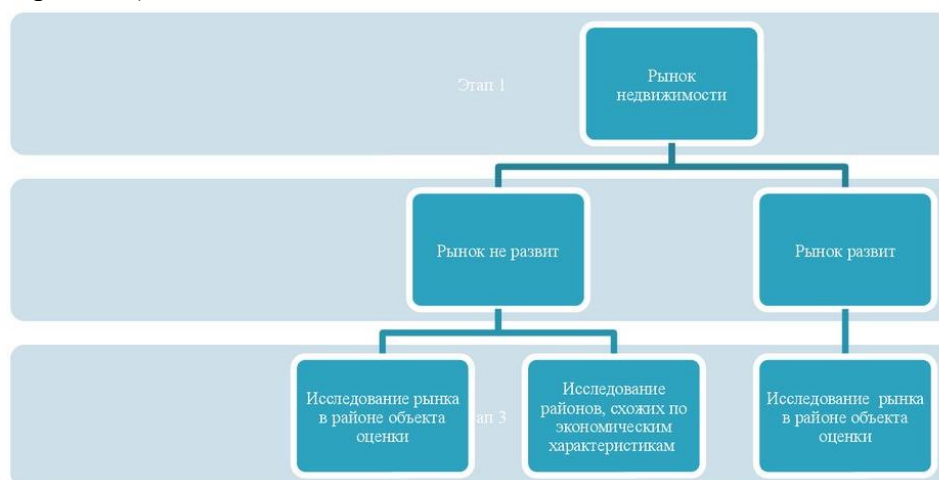 Этап 1
Рынок
недвижимости
Рынок не развит
Рынок развит
Исследование рынка
в районе объекта
оценки
Исследование
районов, схожих по
экономическим
характеристикам
3
Исследование рынка
в районе объекта
оценки